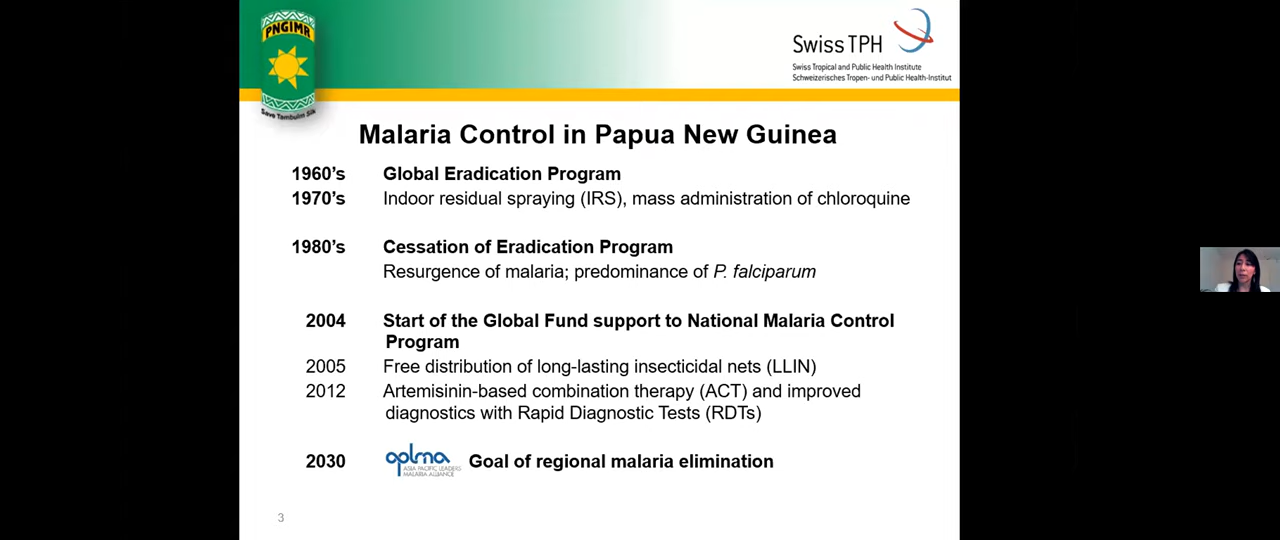 PNGIMR
Save Tambuim Sik
Swiss TPH
Swiss Tropical and Public Health Institute
Schweizerisches Tropen- und Public Health-Institut
Malaria Control in Papua New Guinea
1960’s Global Eradication Program
1970’s Indoor residual spraying (IRS), mass administration of chloroquine
1980’s Cessation of Eradication Program
Resurgence of malaria; predominance of P. falciparum
2004 Start of the Global Fund support to National Malaria Control
Program
2005 Free distribution of long-lasting insecticidal nets (LLIN)
2012 Artemisinin-based combination therapy (ACT) and improved
diagnostics with Rapid Diagnostic Tests (RDTs)
2030 aplma Goal of regional malaria elimination
ASIA PACIFIC LEADERS
MALARIA ALLIANCE
3